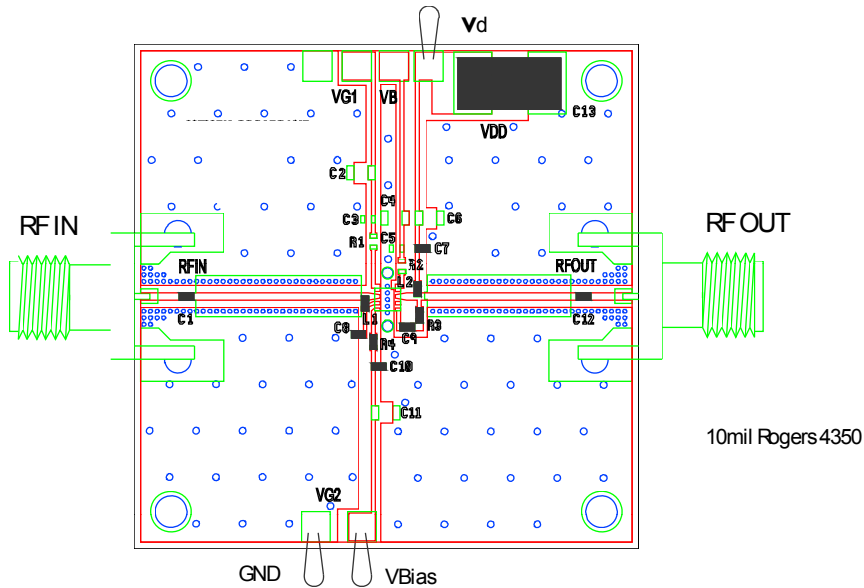 Vd
VG1
VB
VDD
C13
C2
C4
C3
C6
R1
C5
C7
RF IN
RF OUT
RFIN
R2
RFOUT
L2
C1
L1
C12
C8
R4
C9
R3
C10
C11
10mil Rogers 4350
VG2
GND
VBias